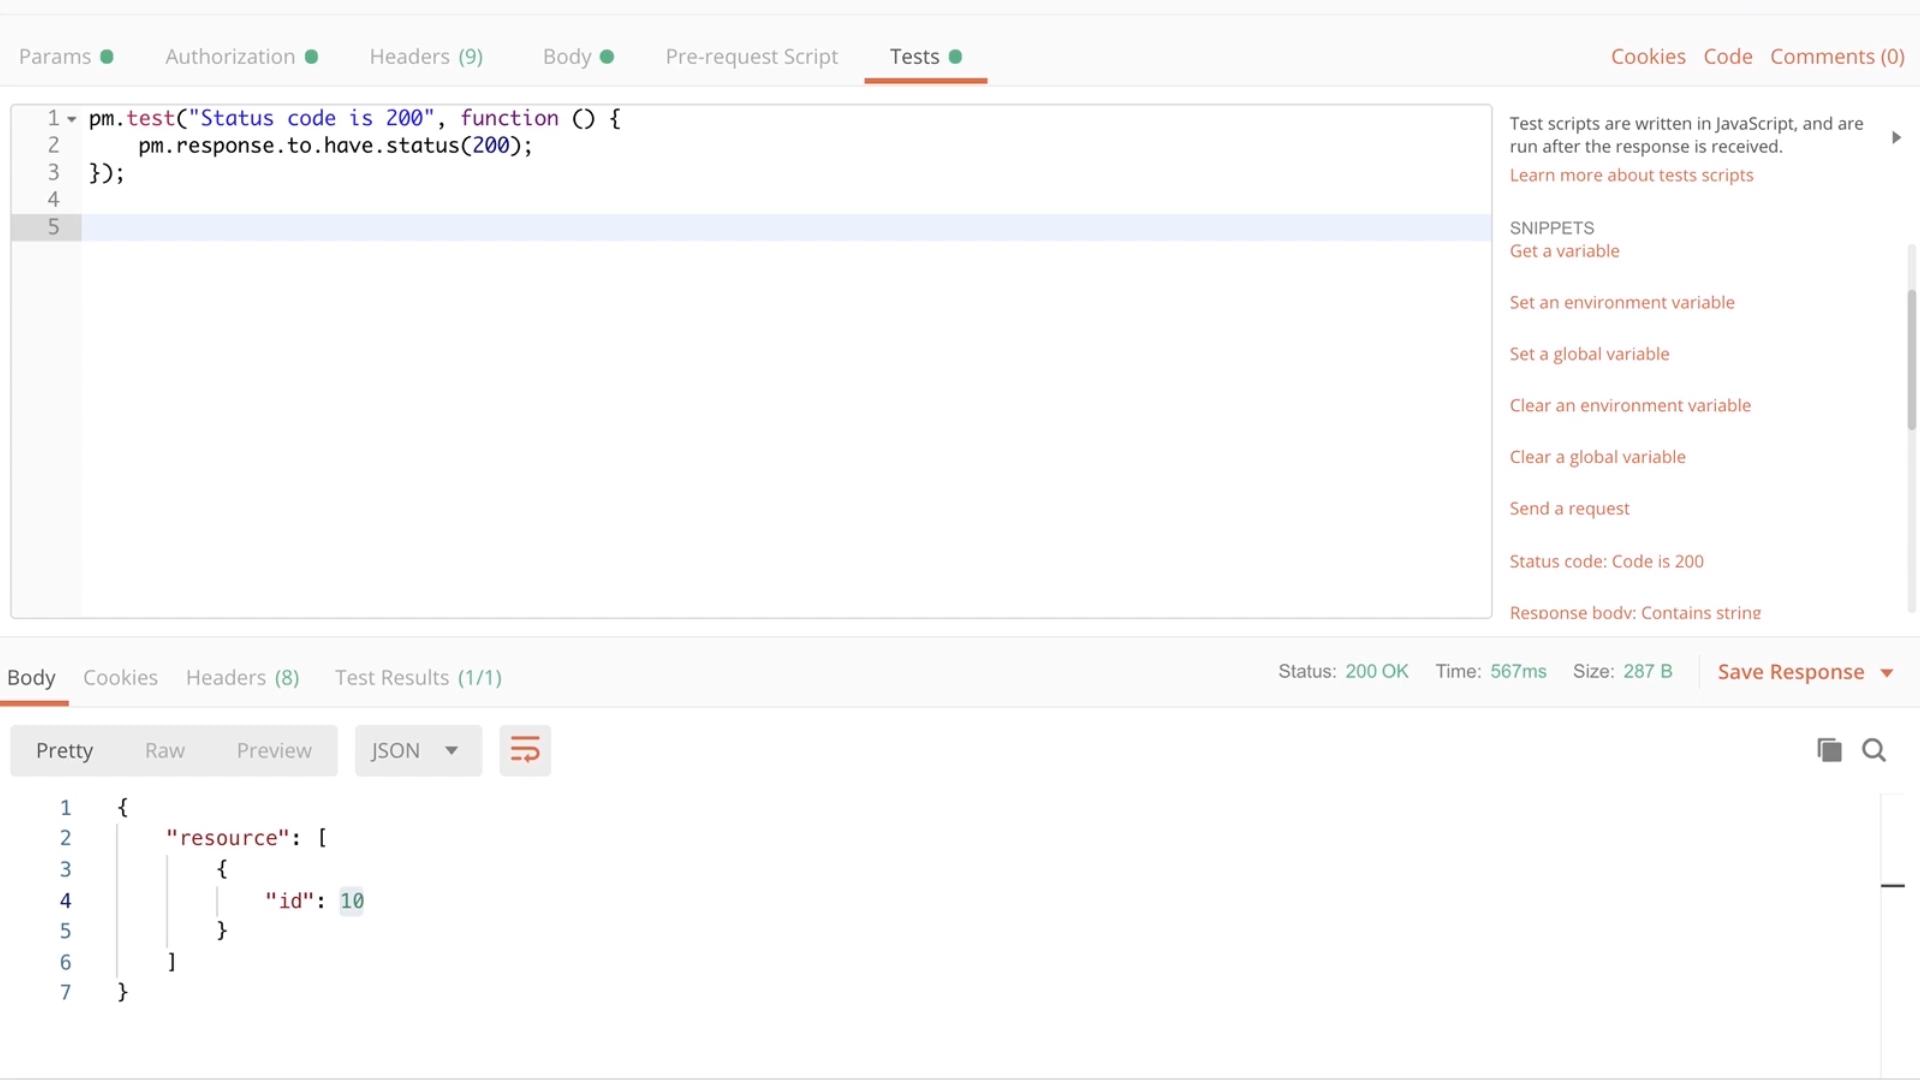 Params Authorization Headers (9) Body Pre-request Script Tests Cookies Code Comments (0)
1 pm.test("Status code is 200", function () {
2 pm.response.to.have.status(200);
3 });
4
5
Test scripts are written in JavaScript, and are
run after the response is received.
Learn more about tests scripts
SNIPPETS
Get a variable
Set an environment variable
Set a global variable
Clear an environment variable
Clear a global variable
Send a request
Status code: Code is 200
Response body: Contains string
Body Cookies Headers (8) Test Results (1/1) Status: 200 OK Time: 567ms Size: 287 B Save Response
Pretty Raw Preview JSON
1 {
2 "resource": [
3 {
4 "id": 10
5 }
6 ]
7 }